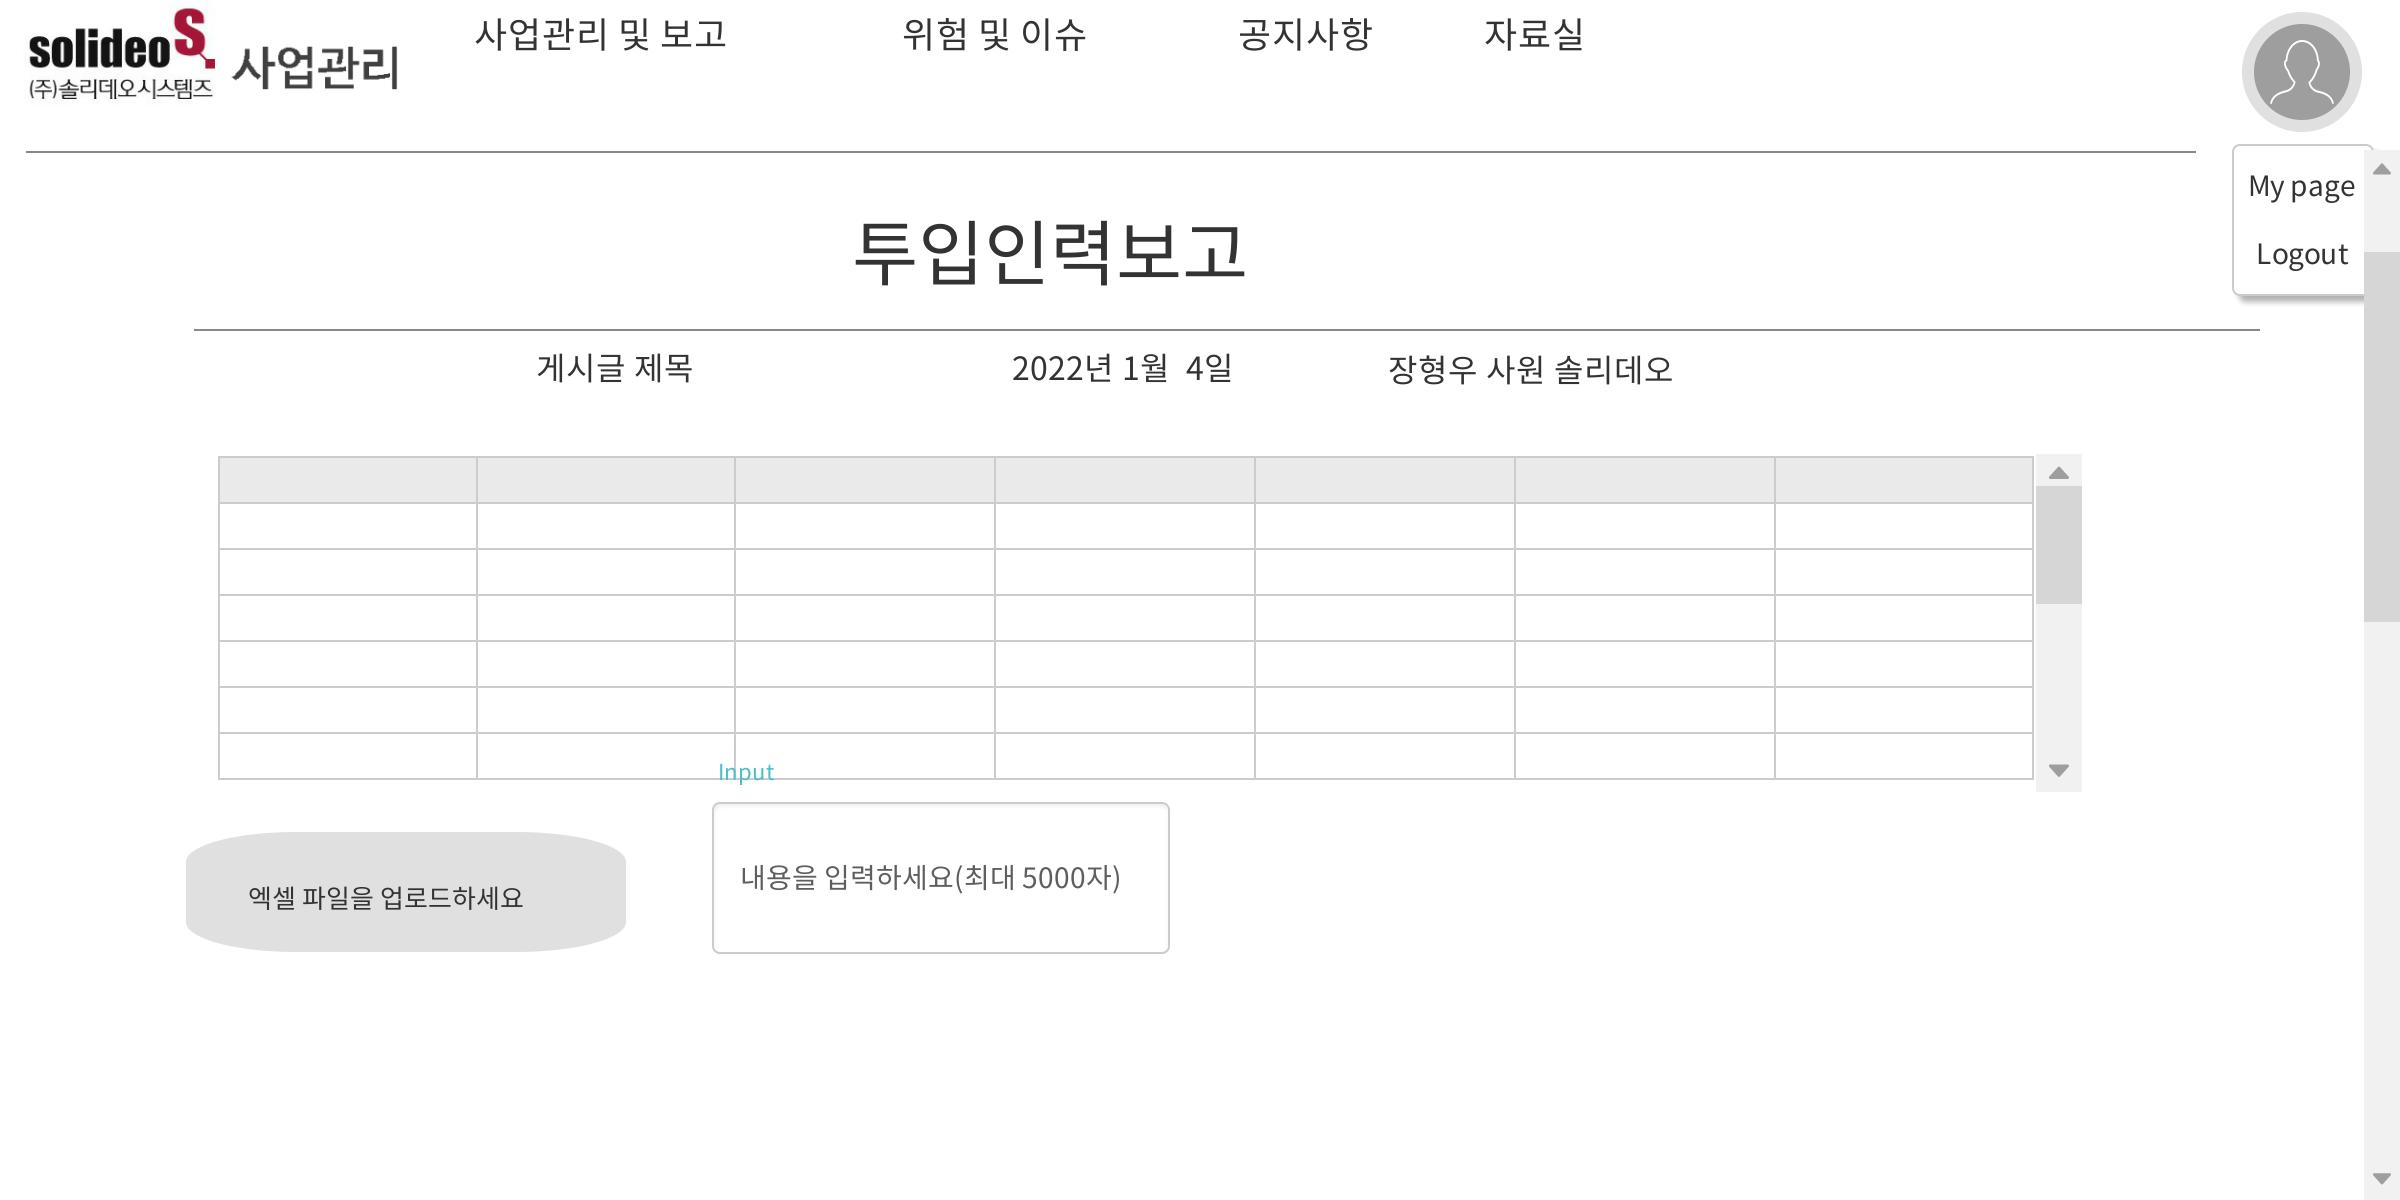 solideo S
(주)솔리데오시스템즈
사업관리
사업관리 및 보고
위험 및 이슈
공지사항
자료실
My page
Logout
투입인력보고
게시글 제목
2022년 1월  4일
장형우 사원 솔리데오
Input
엑셀 파일을 업로드하세요
내용을 입력하세요(최대 5000자)